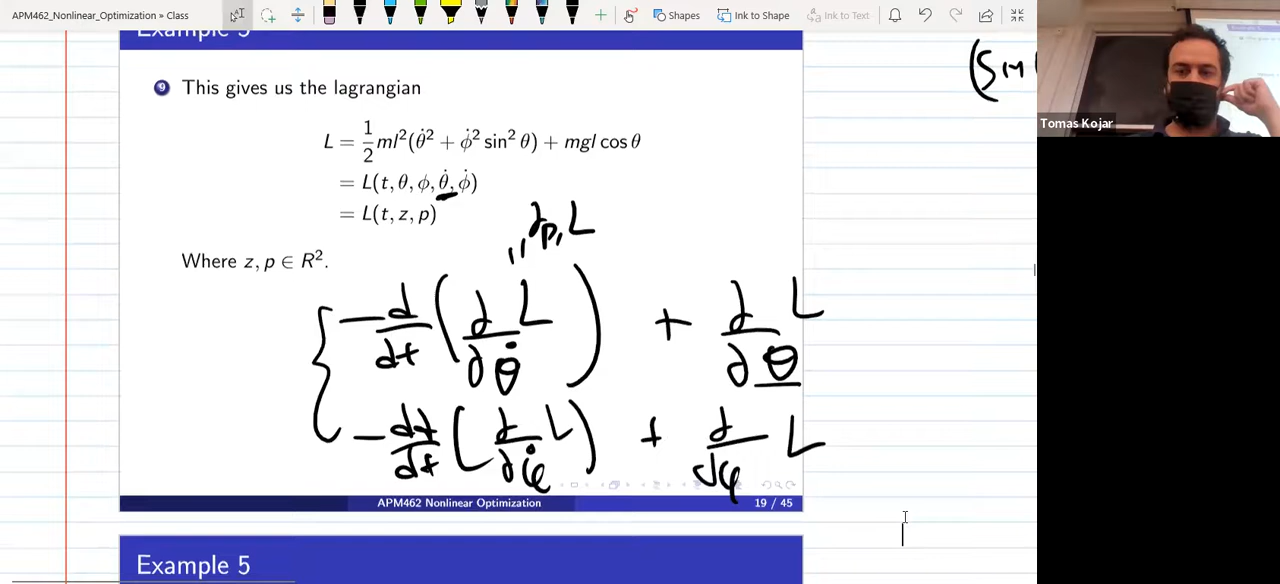 APM462_Nonlinear_Optimization » Class
Shapes
Ink to Shape
Ink to Text
Example 5
9 This gives us the lagrangian
L = 1/2 ml²(θ̇² + φ̇² sin² θ) + mgl cos θ
= L(t, θ, φ, θ̇, φ̇)
= L(t, z, p)
" ∂p₁ L
Where z, p ∈ R².
{ - d/dt ( ∂/∂θ̇ L ) + ∂/∂θ L
- d/dt ( ∂/∂φ̇ L ) + ∂/∂φ L
APM462 Nonlinear Optimization
19 / 45
Example 5
Tomas Kojar